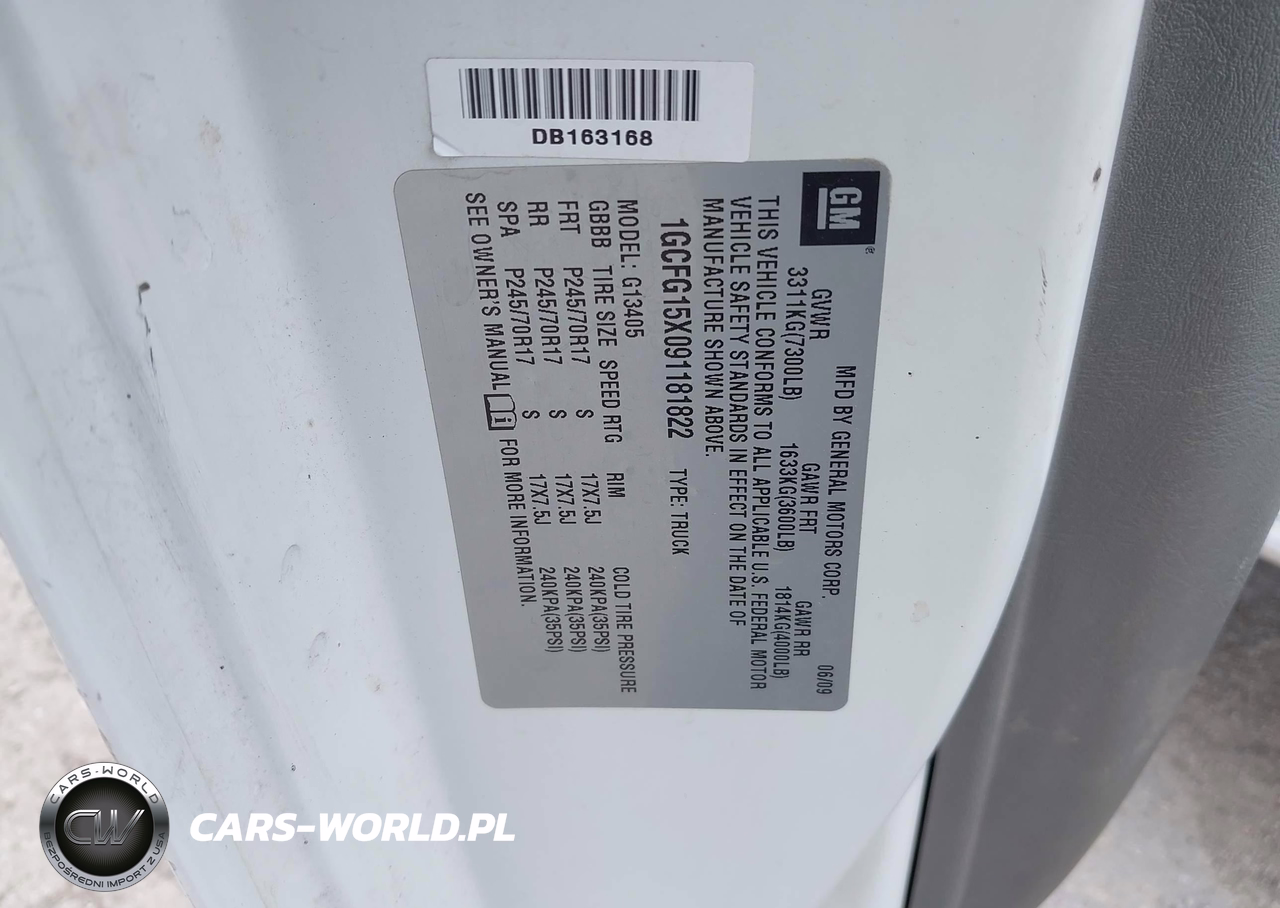 DB163168
GM
®
MFD BY GENERAL MOTORS CORP. 06/09
GVWR GAWR FRT GAWR RR
3311KG(7300LB) 1633KG(3600LB) 1814KG(4000LB)
THIS VEHICLE CONFORMS TO ALL APPLICABLE U.S. FEDERAL MOTOR
VEHICLE SAFETY STANDARDS IN EFFECT ON THE DATE OF
MANUFACTURE SHOWN ABOVE.
1GCFG15X091181822 TYPE: TRUCK
MODEL: G13405
GBBB TIRE SIZE SPEED RTG RIM COLD TIRE PRESSURE
FRT P245/70R17 S 17X7.5J 240KPA(35PSI)
RR P245/70R17 S 17X7.5J 240KPA(35PSI)
SPA P245/70R17 S 17X7.5J 240KPA(35PSI)
SEE OWNER'S MANUAL FOR MORE INFORMATION.
CARS-WORLD
CW
BEZPOŚREDNI IMPORT Z USA
CARS-WORLD.PL